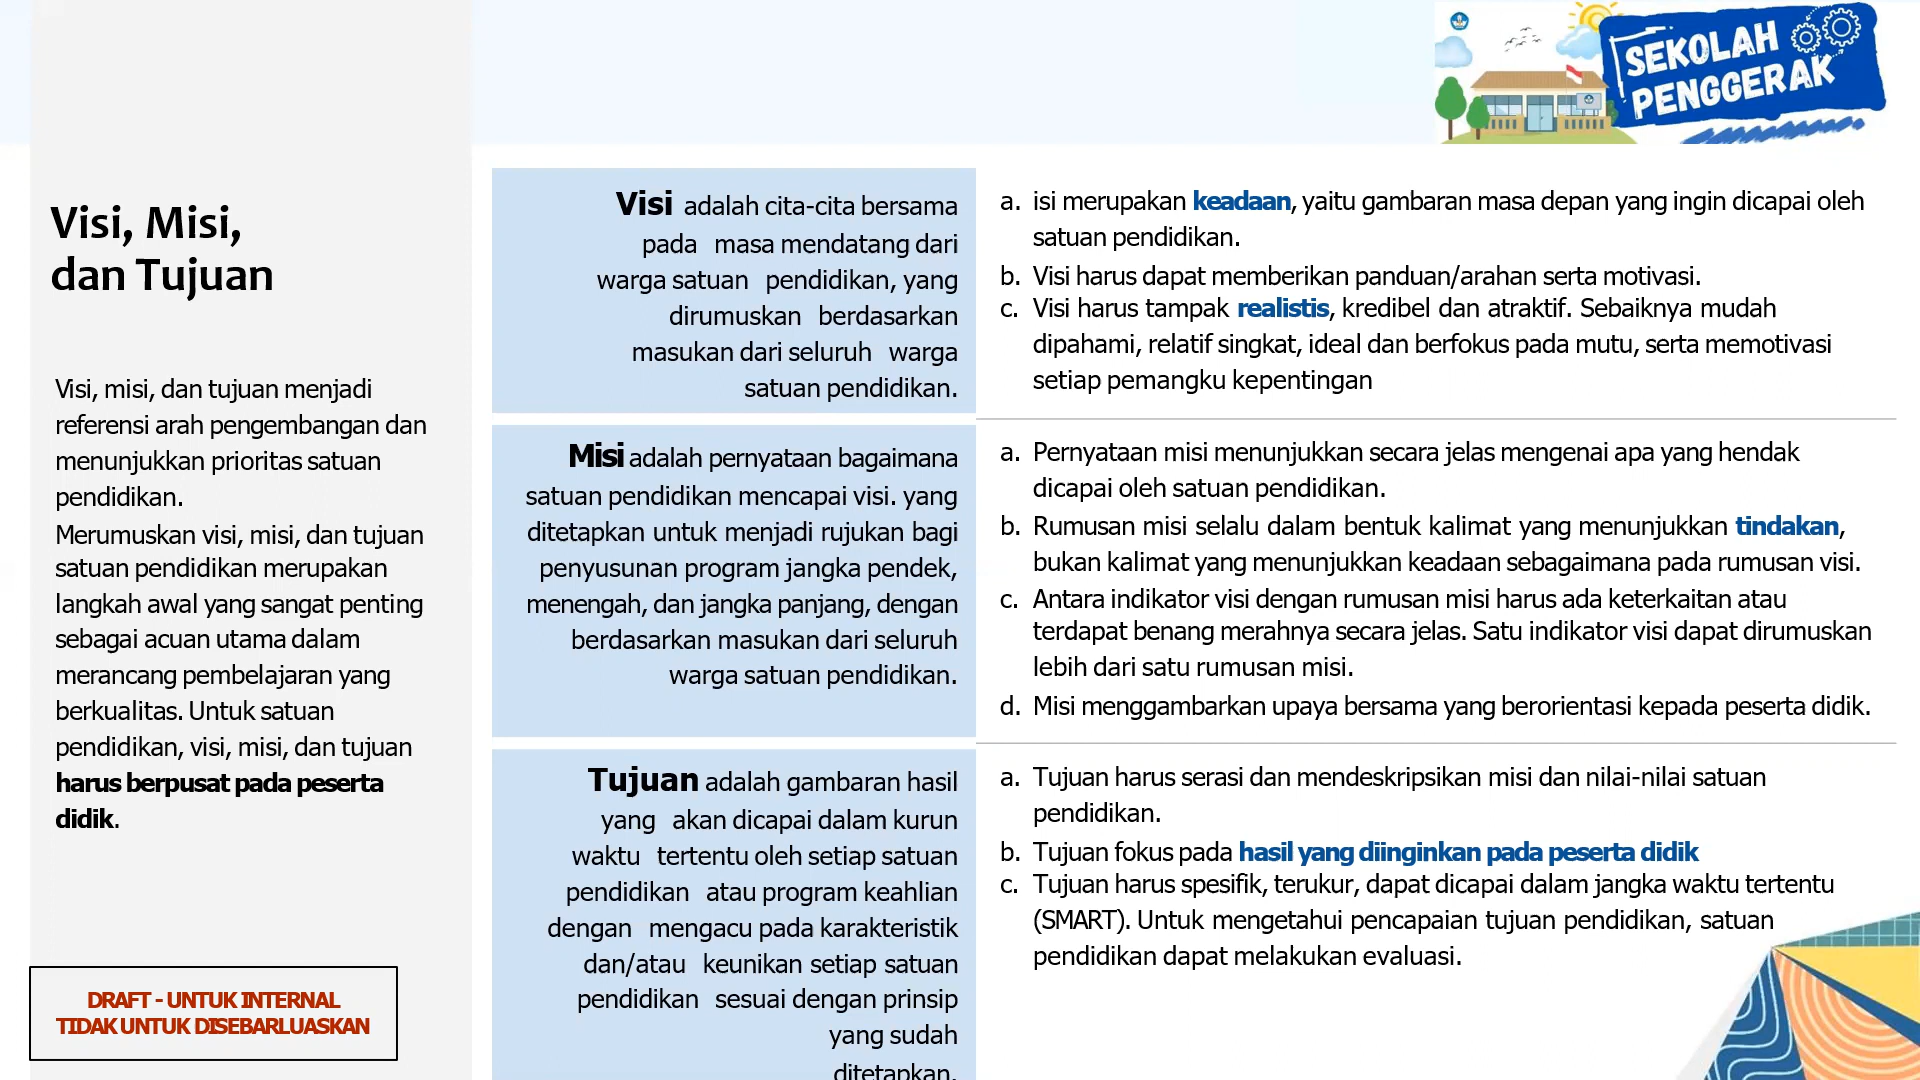 SEKOLAH
PENGGERAK
Visi, Misi,
dan Tujuan
Visi, misi, dan tujuan menjadi
referensi arah pengembangan dan
menunjukkan prioritas satuan
pendidikan.
Merumuskan visi, misi, dan tujuan
satuan pendidikan merupakan
langkah awal yang sangat penting
sebagai acuan utama dalam
merancang pembelajaran yang
berkualitas. Untuk satuan
pendidikan, visi, misi, dan tujuan
harus berpusat pada peserta
didik.
DRAFT - UNTUK INTERNAL
TIDAK UNTUK DISEBARLUASKAN
Visi adalah cita-cita bersama
pada masa mendatang dari
warga satuan pendidikan, yang
dirumuskan berdasarkan
masukan dari seluruh warga
satuan pendidikan.
a. isi merupakan keadaan, yaitu gambaran masa depan yang ingin dicapai oleh
satuan pendidikan.
b. Visi harus dapat memberikan panduan/arahan serta motivasi.
c. Visi harus tampak realistis, kredibel dan atraktif. Sebaiknya mudah
dipahami, relatif singkat, ideal dan berfokus pada mutu, serta memotivasi
setiap pemangku kepentingan
Misi adalah pernyataan bagaimana
satuan pendidikan mencapai visi. yang
ditetapkan untuk menjadi rujukan bagi
penyusunan program jangka pendek,
menengah, dan jangka panjang, dengan
berdasarkan masukan dari seluruh
warga satuan pendidikan.
a. Pernyataan misi menunjukkan secara jelas mengenai apa yang hendak
dicapai oleh satuan pendidikan.
b. Rumusan misi selalu dalam bentuk kalimat yang menunjukkan tindakan,
bukan kalimat yang menunjukkan keadaan sebagaimana pada rumusan visi.
c. Antara indikator visi dengan rumusan misi harus ada keterkaitan atau
terdapat benang merahnya secara jelas. Satu indikator visi dapat dirumuskan
lebih dari satu rumusan misi.
d. Misi menggambarkan upaya bersama yang berorientasi kepada peserta didik.
Tujuan adalah gambaran hasil
yang akan dicapai dalam kurun
waktu tertentu oleh setiap satuan
pendidikan atau program keahlian
dengan mengacu pada karakteristik
dan/atau keunikan setiap satuan
pendidikan sesuai dengan prinsip
yang sudah
ditetapkan.
a. Tujuan harus serasi dan mendeskripsikan misi dan nilai-nilai satuan
pendidikan.
b. Tujuan fokus pada hasil yang diinginkan pada peserta didik
c. Tujuan harus spesifik, terukur, dapat dicapai dalam jangka waktu tertentu
(SMART). Untuk mengetahui pencapaian tujuan pendidikan, satuan
pendidikan dapat melakukan evaluasi.